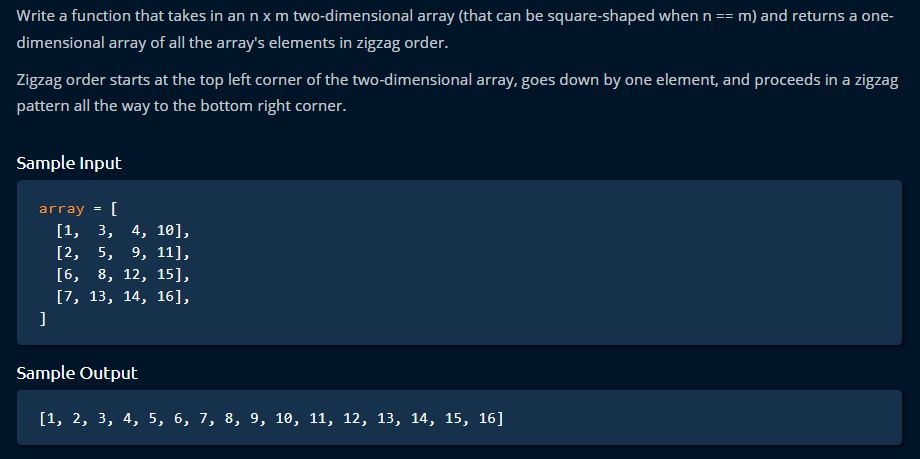 Write a function that takes in an n x m two-dimensional array (that can be square-shaped when n == m) and returns a one-
dimensional array of all the array's elements in zigzag order.
Zigzag order starts at the top left corner of the two-dimensional array, goes down by one element, and proceeds in a zigzag
pattern all the way to the bottom right corner.
Sample Input
array = [
  [1,  3,  4, 10],
  [2,  5,  9, 11],
  [6,  8, 12, 15],
  [7, 13, 14, 16],
]
Sample Output
[1, 2, 3, 4, 5, 6, 7, 8, 9, 10, 11, 12, 13, 14, 15, 16]